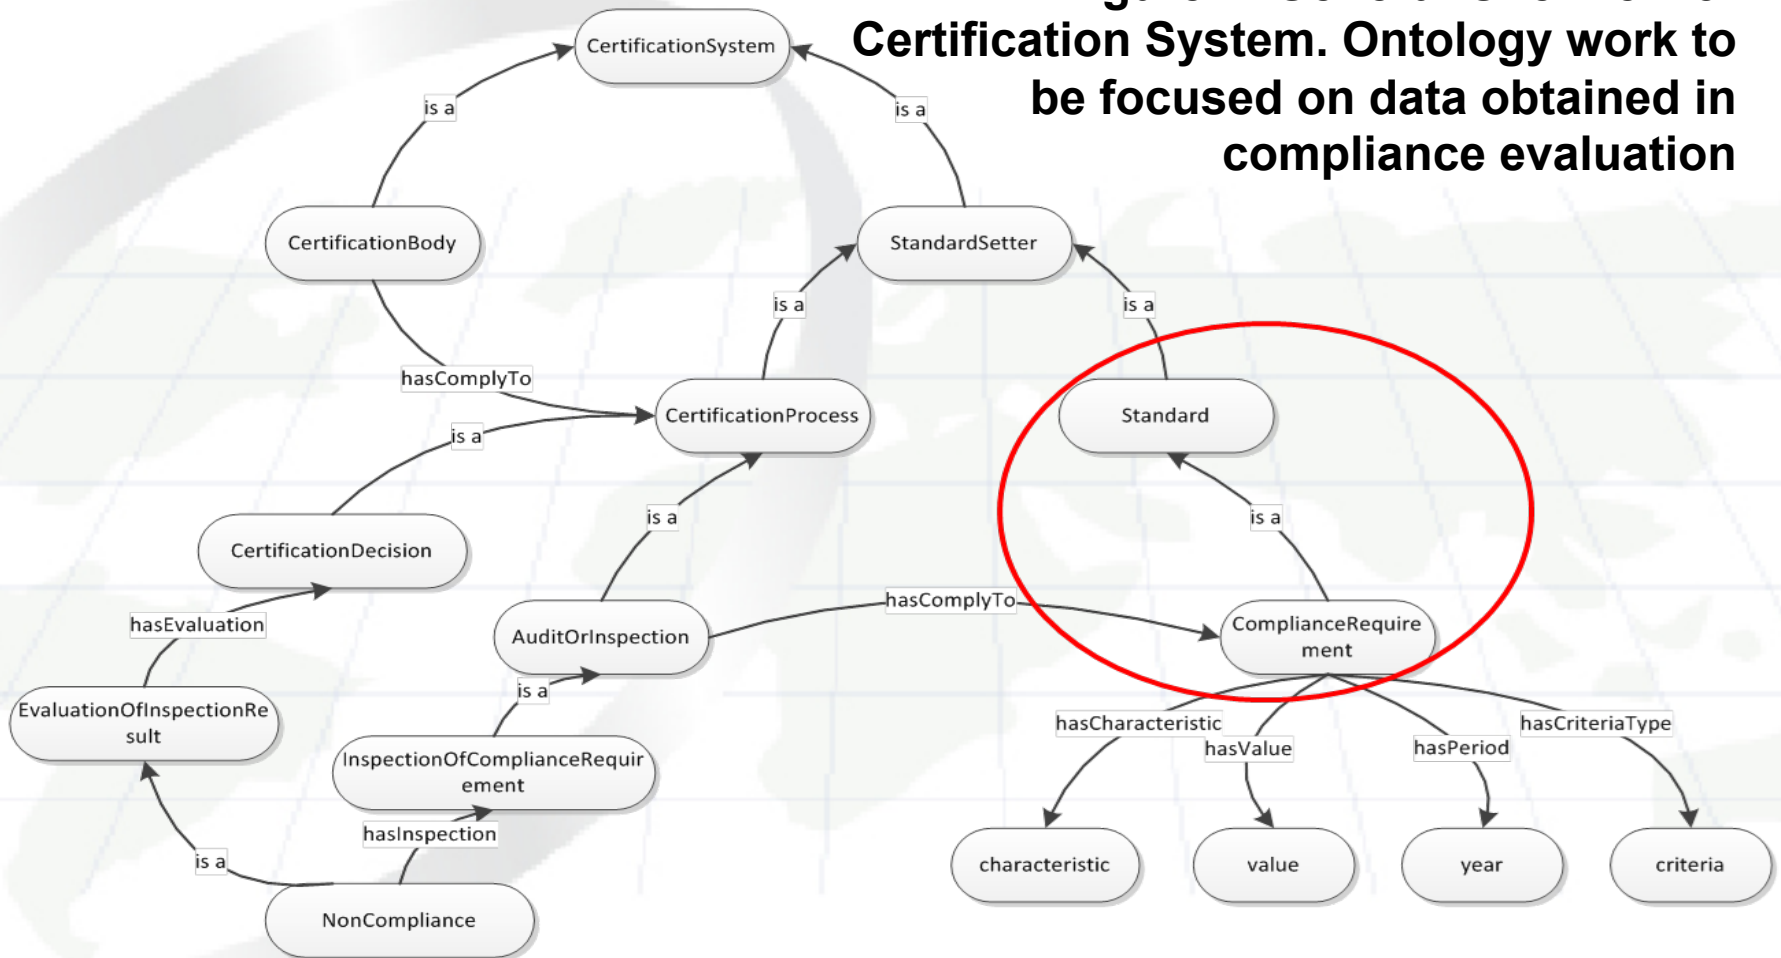 Certification System. Ontology work to
be focused on data obtained in
compliance evaluation
CertificationSystem
is a
is a
CertificationBody
StandardSetter
is a
is a
hasComplyTo
CertificationProcess
Standard
is a
is a
is a
CertificationDecision
hasComplyTo
hasEvaluation
AuditOrInspection
ComplianceRequire
ment
is a
EvaluationOfInspectionRe
sult
hasCharacteristic
hasValue
hasPeriod
hasCriteriaType
InspectionOfComplianceRequir
ement
hasInspection
is a
characteristic
value
year
criteria
NonCompliance